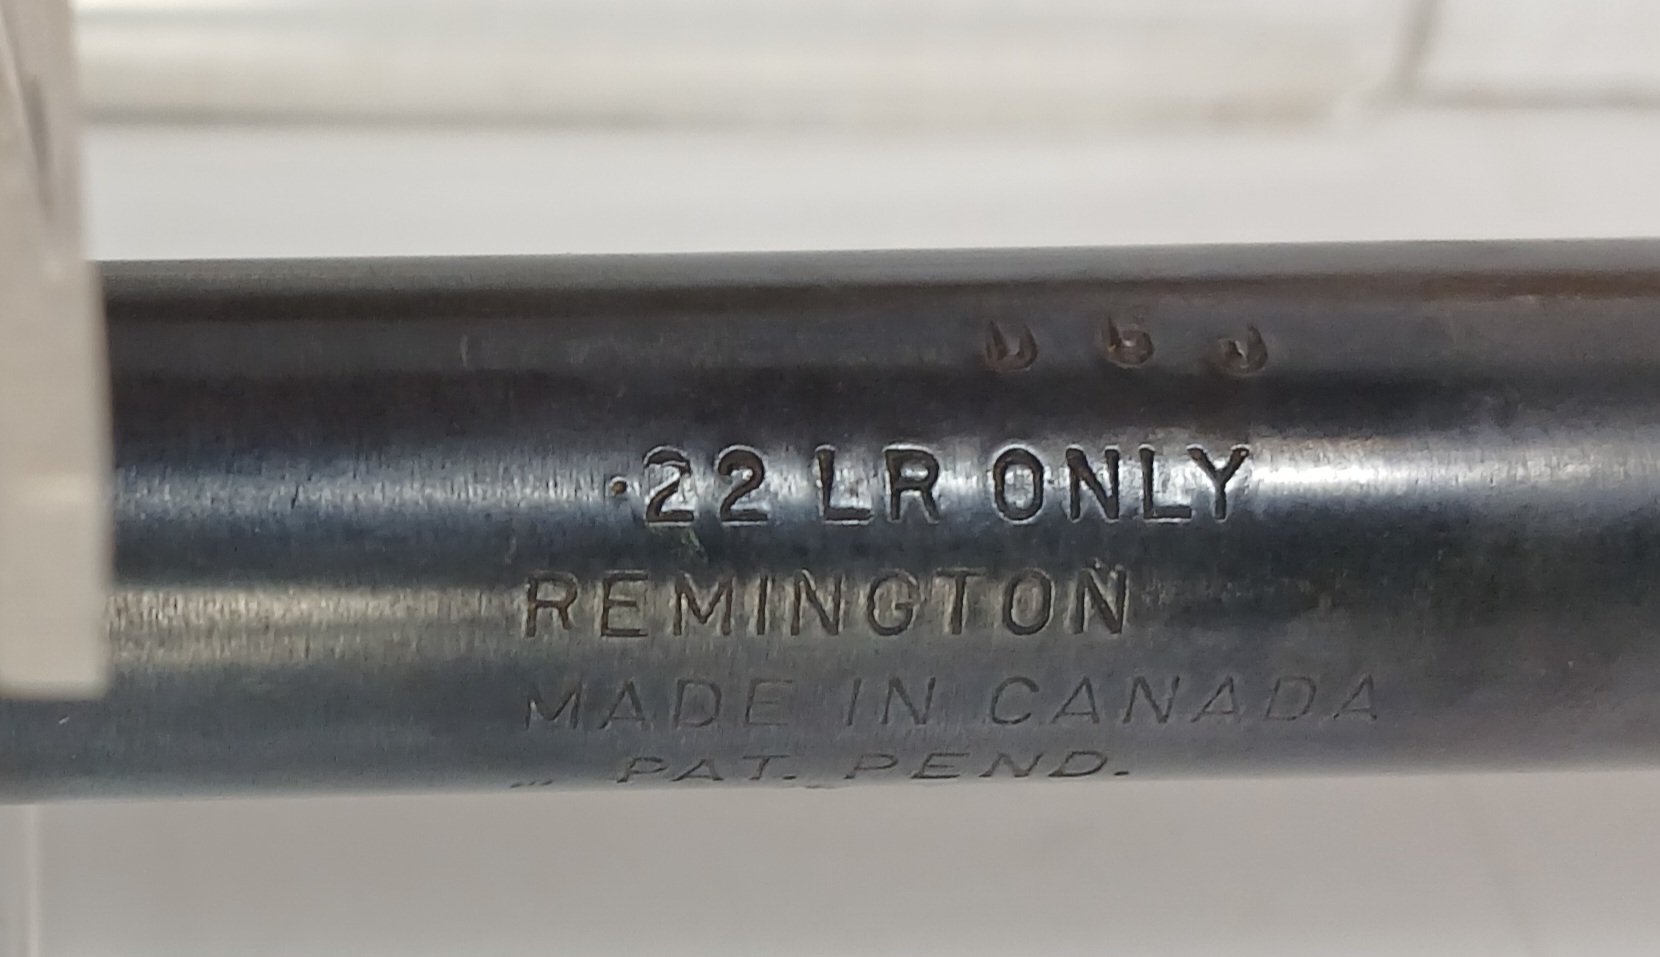 .22 LR ONLY
REMINGTON
MADE IN CANADA
PAT. PEND.